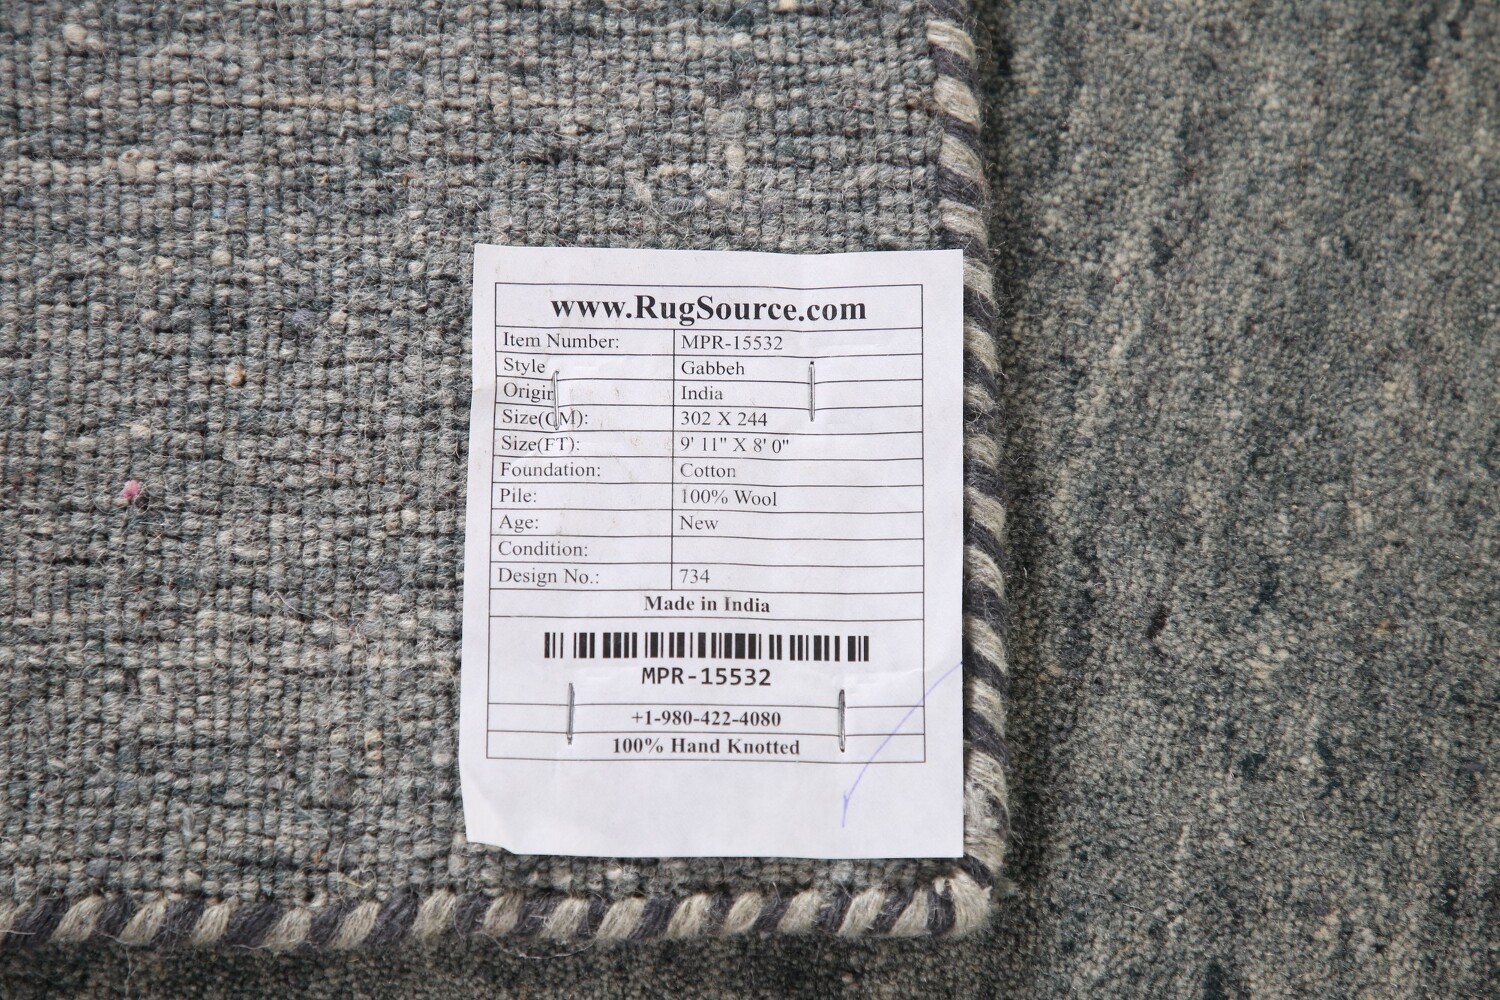 www.RugSource.com
Item Number: MPR-15532
Style Gabbeh
Origin India
Size(CM): 302 X 244
Size(FT): 9' 11" X 8' 0"
Foundation: Cotton
Pile: 100% Wool
Age: New
Condition:
Design No.: 734
Made in India
MPR-15532
+1-980-422-4080
100% Hand Knotted